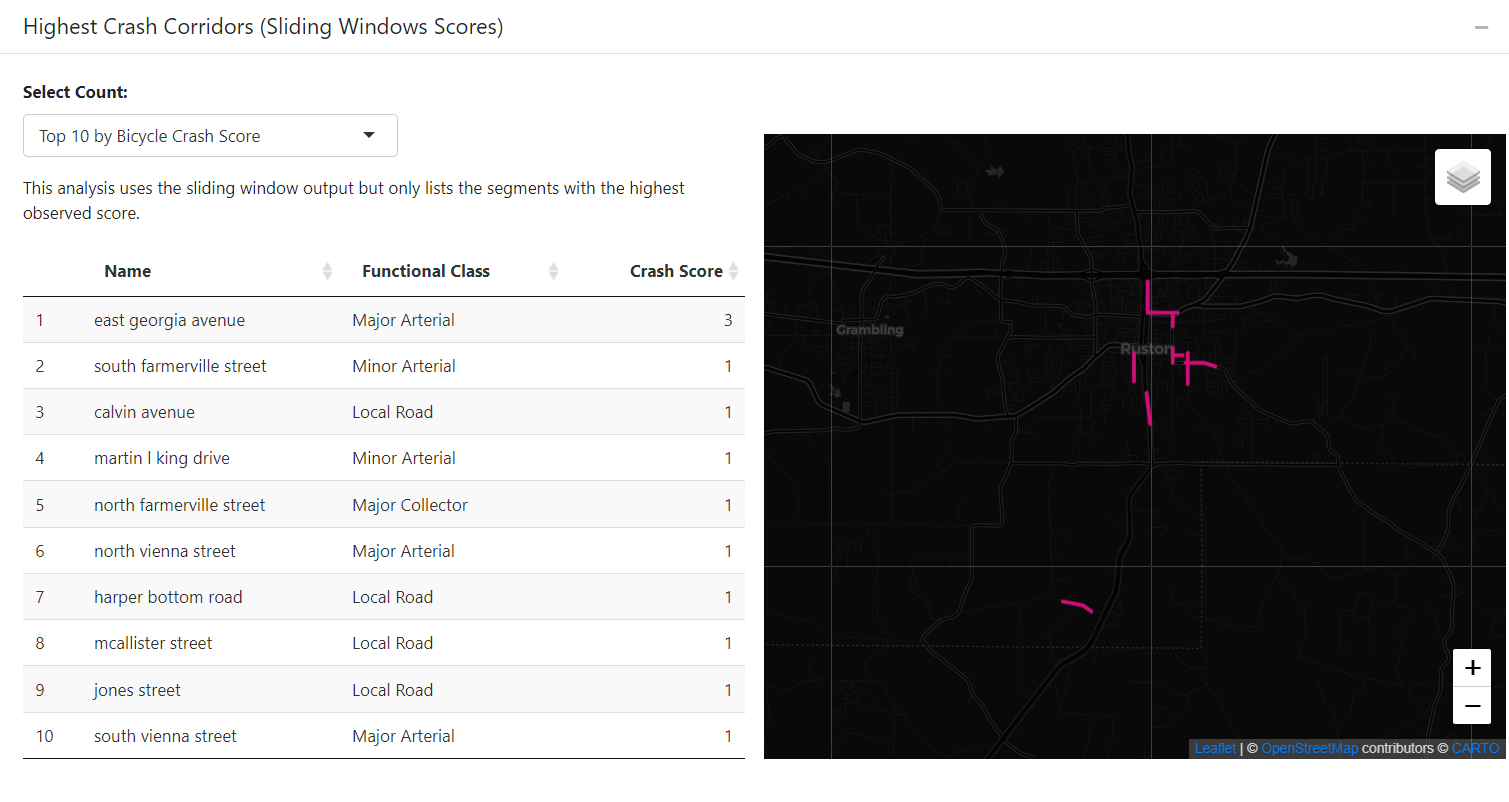 Highest Crash Corridors (Sliding Windows Scores)
Select Count:
Top 10 by Bicycle Crash Score
This analysis uses the sliding window output but only lists the segments with the highest
observed score.
Name Functional Class Crash Score
1 east georgia avenue Major Arterial 3
2 south farmerville street Minor Arterial 1
3 calvin avenue Local Road 1
4 martin l king drive Minor Arterial 1
5 north farmerville street Major Collector 1
6 north vienna street Major Arterial 1
7 harper bottom road Local Road 1
8 mcallister street Local Road 1
9 jones street Local Road 1
10 south vienna street Major Arterial 1
Grambling
Ruston
+
−
Leaflet | © OpenStreetMap contributors © CARTO